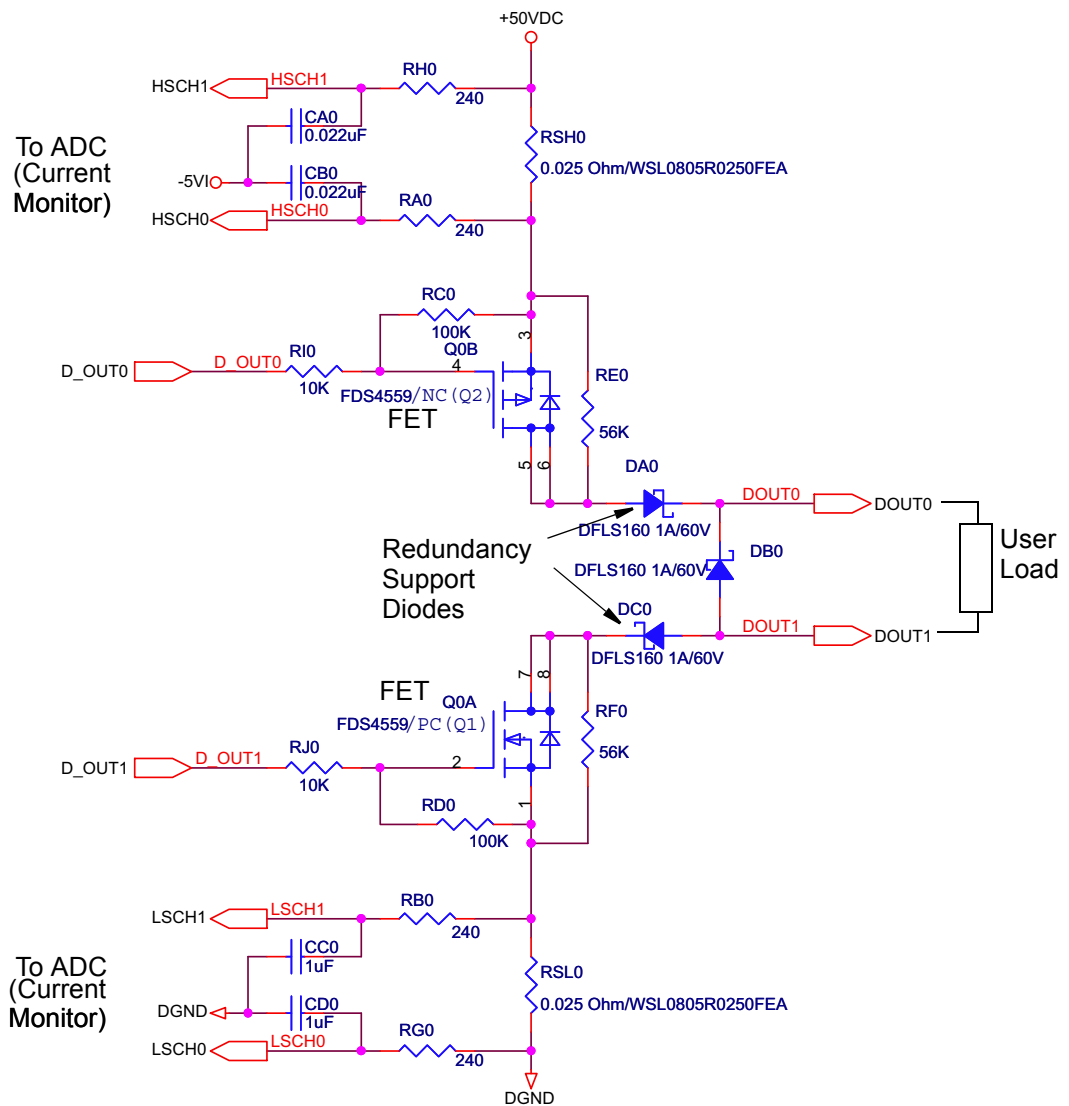 +50VDC
HSCH1
HSCH1
RH0
240
CA0
0.022uF
RSH0
0.025 Ohm/WSL0805R0250FEA
To ADC
(Current
Monitor)
-5VI
CB0
0.022uF
HSCH0
HSCH0
RA0
240
RC0
100K
3
Q0B
4
D_OUT0
D_OUT0
RI0
10K
FDS4559/NC(Q2)
FET
RE0
56K
5
6
DA0
DFLS160 1A/60V
DOUT0
DOUT0
Redundancy
Support
Diodes
DB0
DFLS160 1A/60V
User
Load
DC0
DFLS160 1A/60V
DOUT1
DOUT1
7
8
FET
Q0A
FDS4559/PC(Q1)
RF0
56K
D_OUT1
D_OUT1
RJ0
10K
2
1
RD0
100K
LSCH1
LSCH1
RB0
240
CC0
1uF
To ADC
(Current
Monitor)
RSL0
0.025 Ohm/WSL0805R0250FEA
DGND
CD0
1uF
LSCH0
LSCH0
RG0
240
DGND